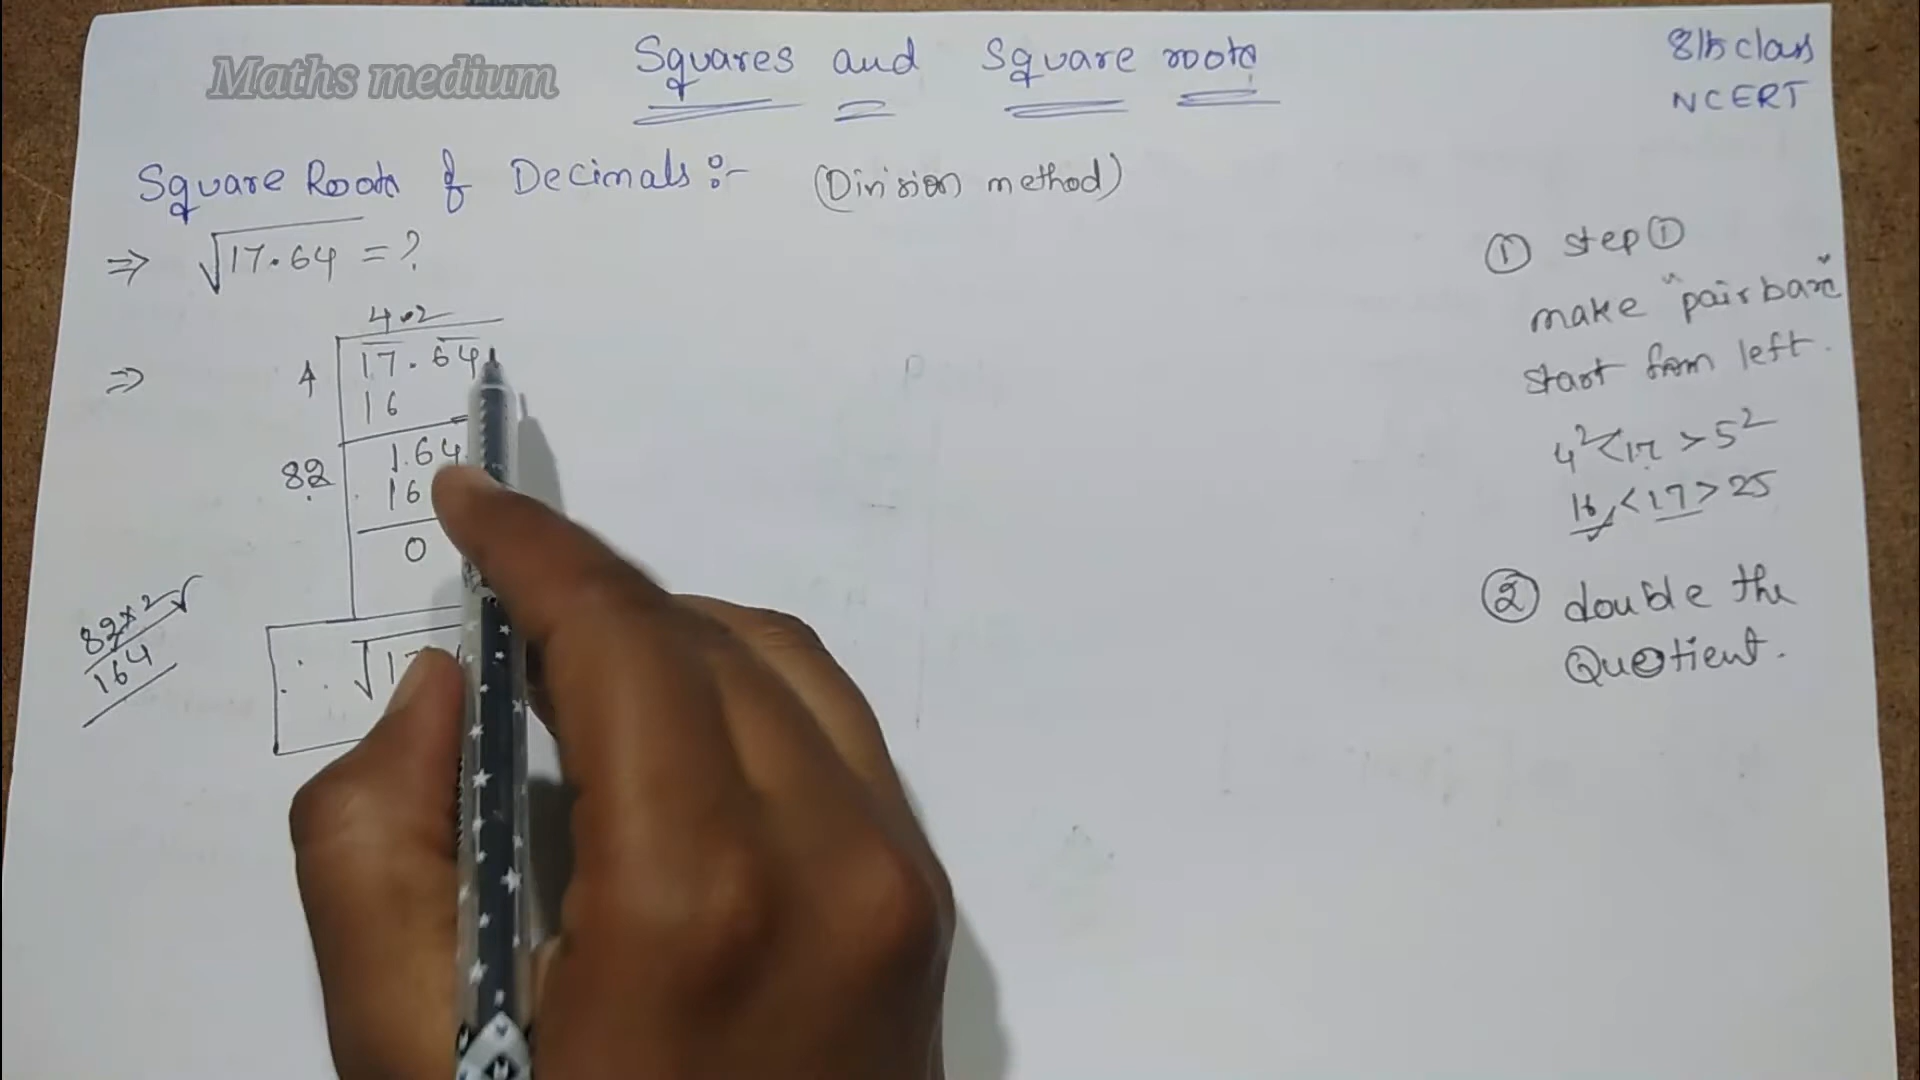 Maths medium
Squares and Square roots
8th class
NCERT
Square Roots of Decimals :- (Division method)
⇒ √17.64 = ?
4.2
⇒ 4 17.64
16
82 1.64
16
0
82×2
164
∴ √17
① step ①
make "pair bars"
start from left.
4² < 17 > 5²
16 < 17 > 25
② double the
Quotient.